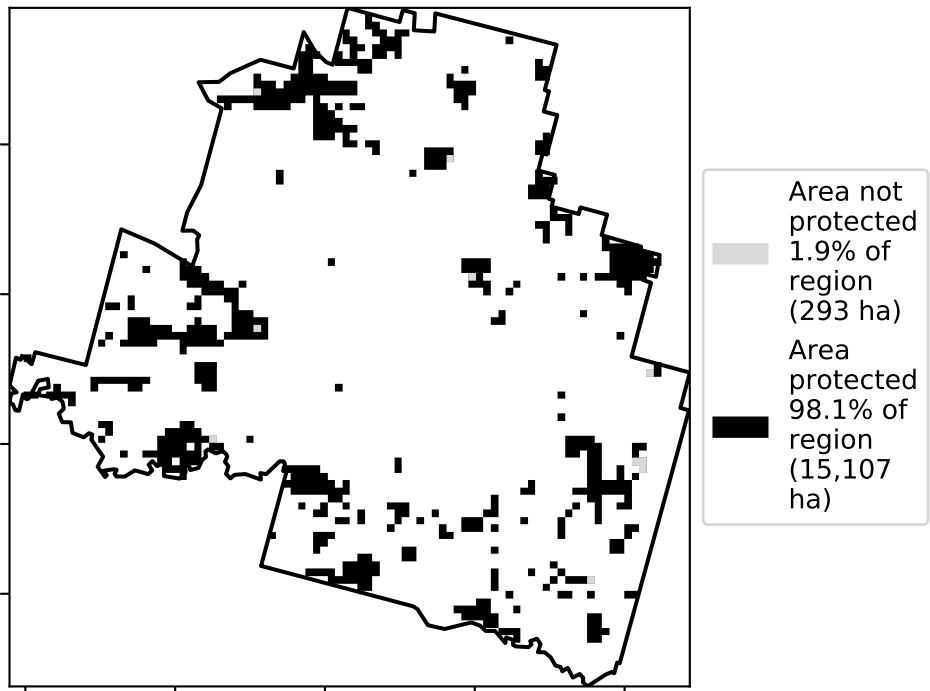 Area not
protected
1.9% of
region
(293 ha)
Area
protected
98.1% of
region
(15,107
ha)